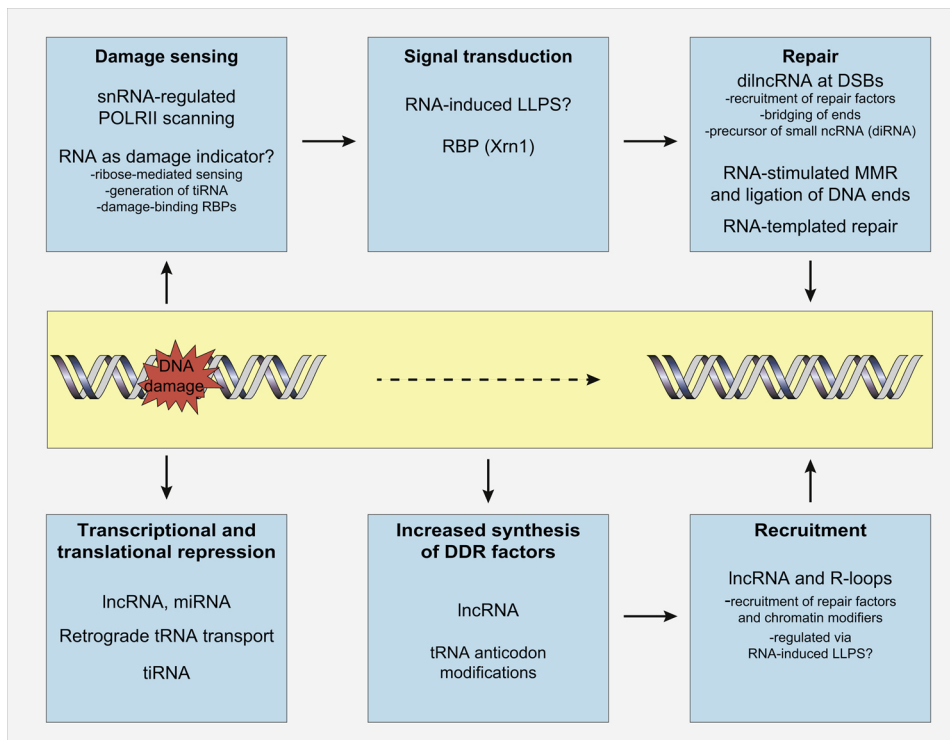 Damage sensing
snRNA-regulated
POLRII scanning
RNA as damage indicator?
-ribose-mediated sensing
-generation of tiRNA
-damage-binding RBPs
Signal transduction
RNA-induced LLPS?
RBP (Xrn1)
Repair
dilncRNA at DSBs
-recruitment of repair factors
-bridging of ends
-precursor of small ncRNA (diRNA)
RNA-stimulated MMR
and ligation of DNA ends
RNA-templated repair
DNA
damage
Transcriptional and
translational repression
lncRNA, miRNA
Retrograde tRNA transport
tiRNA
Increased synthesis
of DDR factors
lncRNA
tRNA anticodon
modifications
Recruitment
lncRNA and R-loops
-recruitment of repair factors
and chromatin modifiers
-regulated via
RNA-induced LLPS?